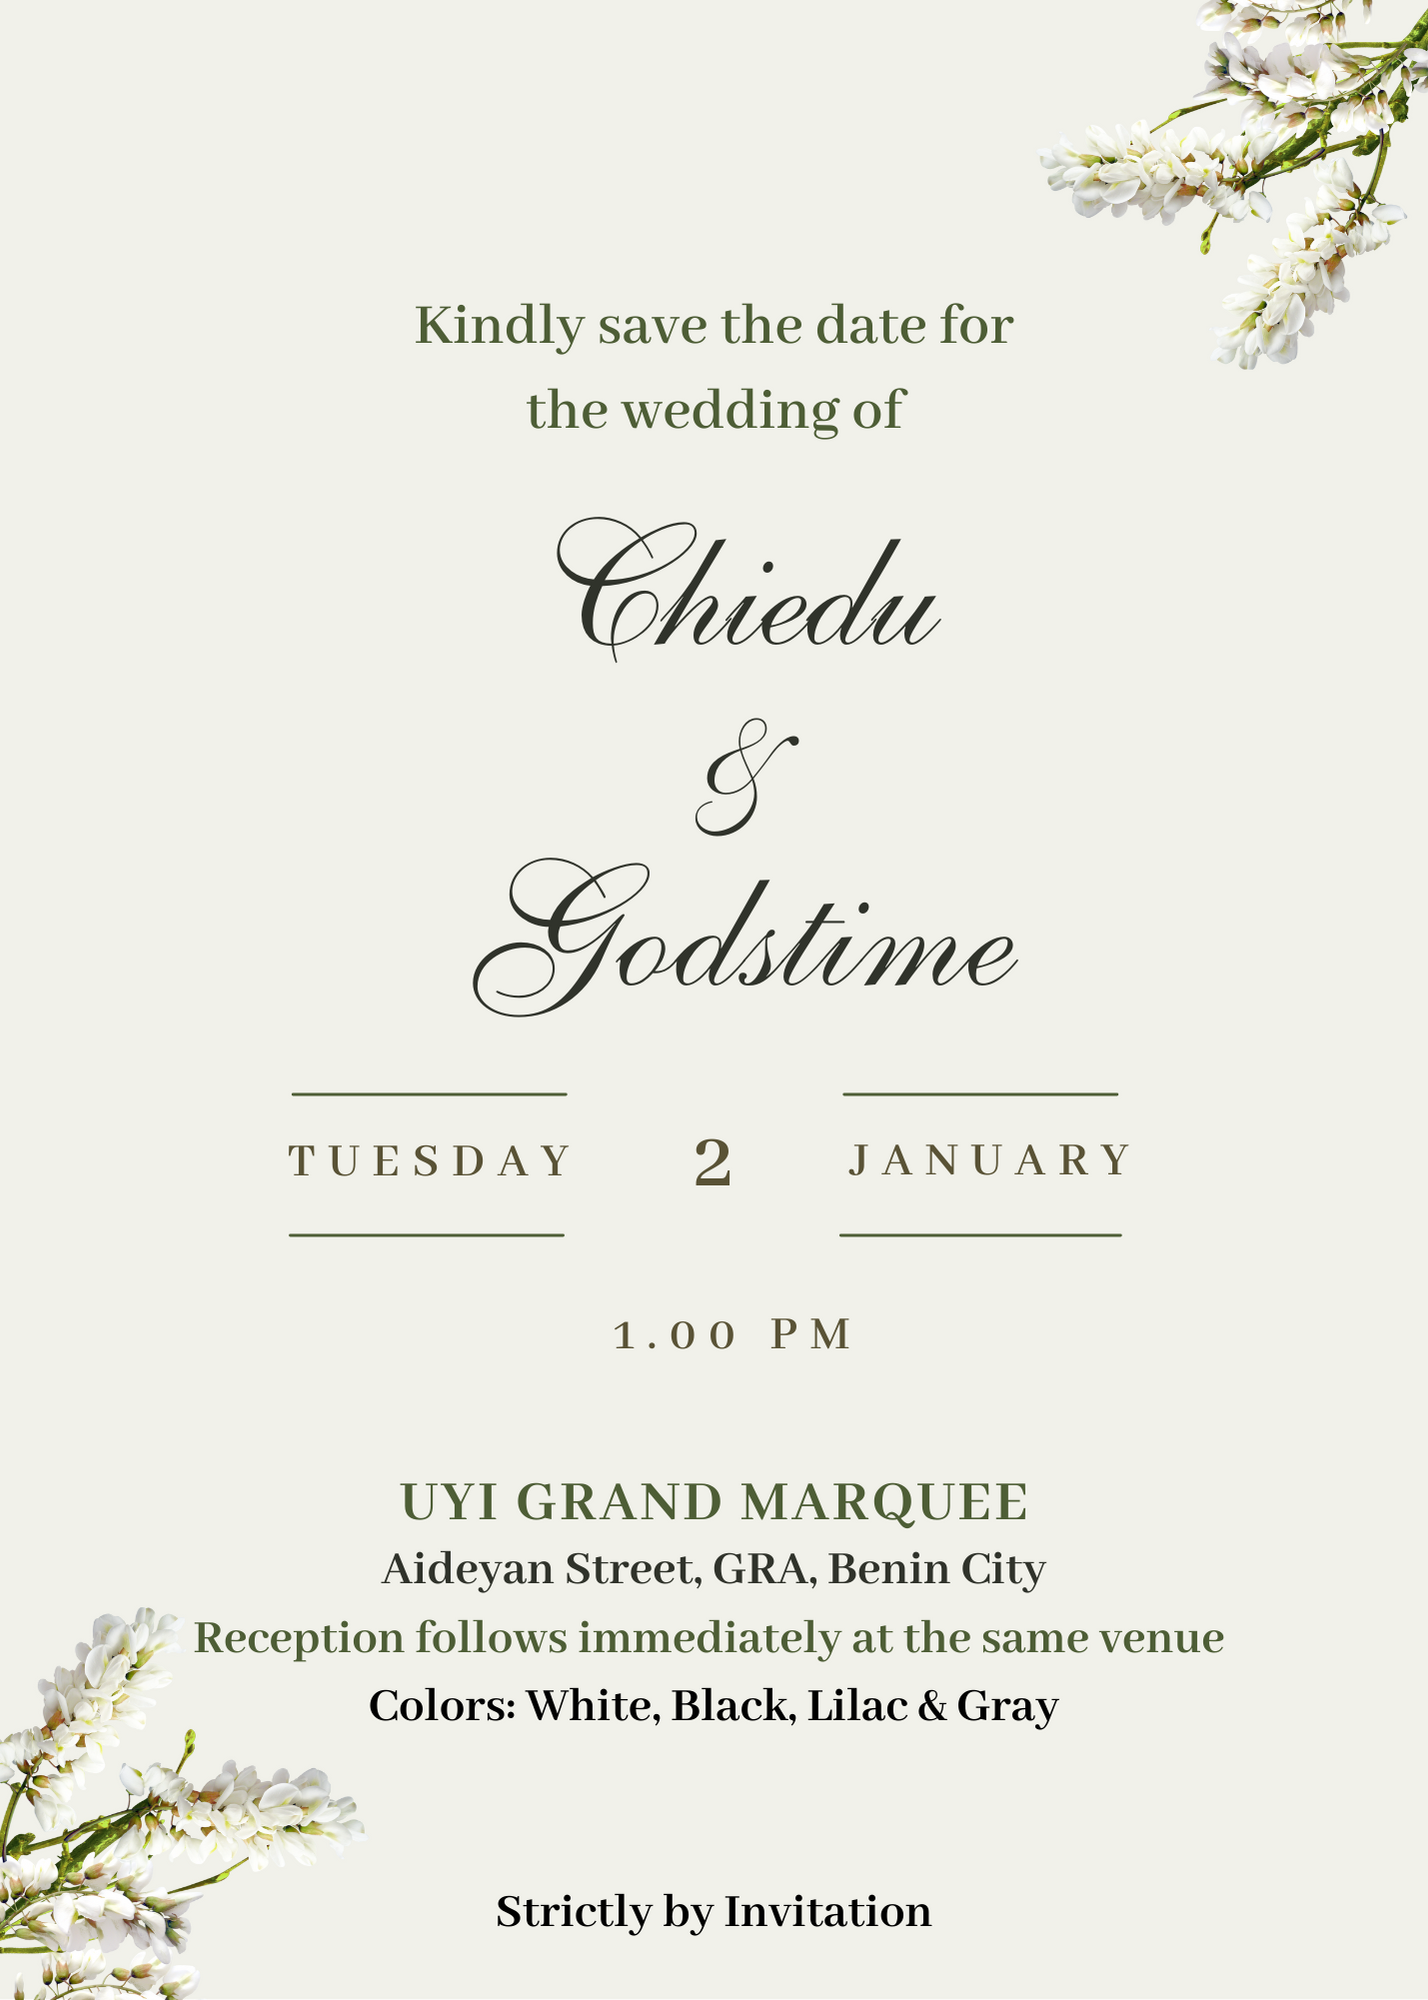 Kindly save the date for
the wedding of
Chiedu
&
Godstime
TUESDAY 2 JANUARY
1.00 PM
UYI GRAND MARQUEE
Aideyan Street, GRA, Benin City
Reception follows immediately at the same venue
Colors: White, Black, Lilac & Gray
Strictly by Invitation